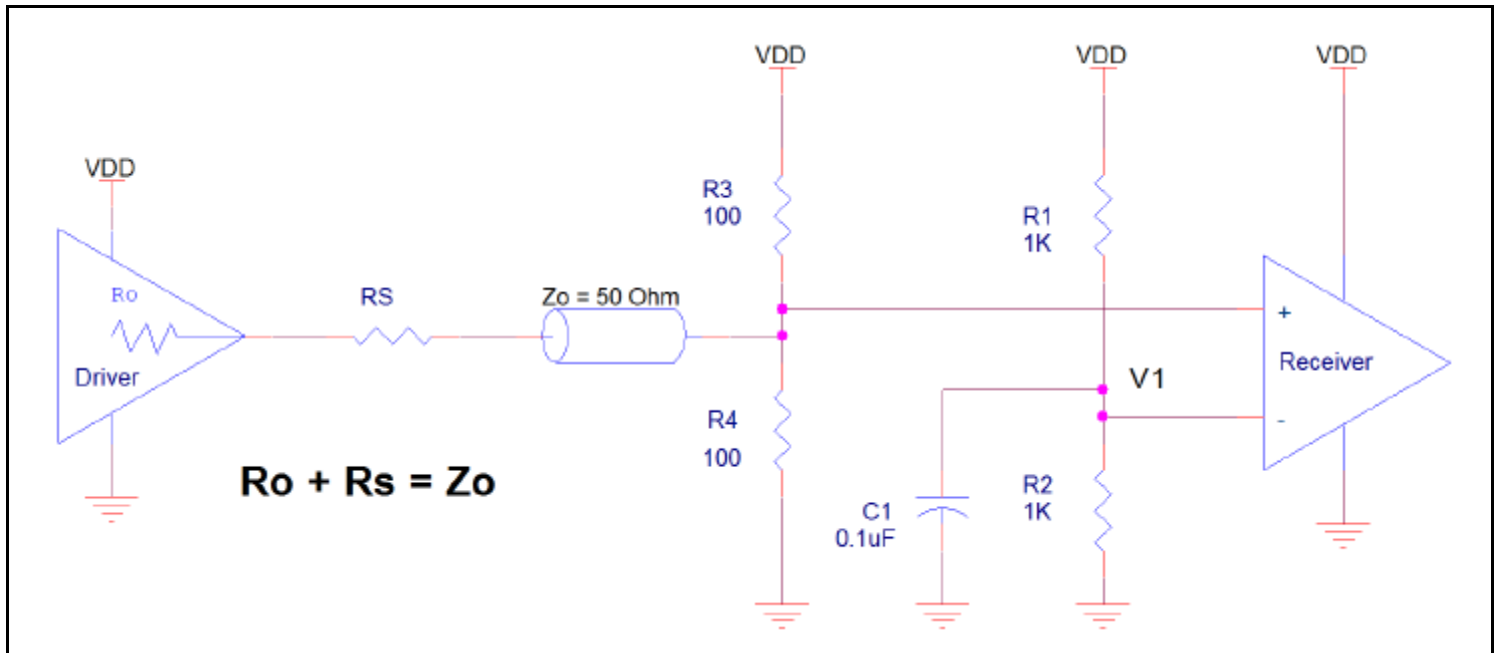 VDD
VDD
VDD
VDD
R3
100
R1
1K
Ro
RS
Zo = 50 Ohm
+
Driver
Receiver
V1
-
R4
100
Ro + Rs = Zo
R2
1K
C1
0.1uF